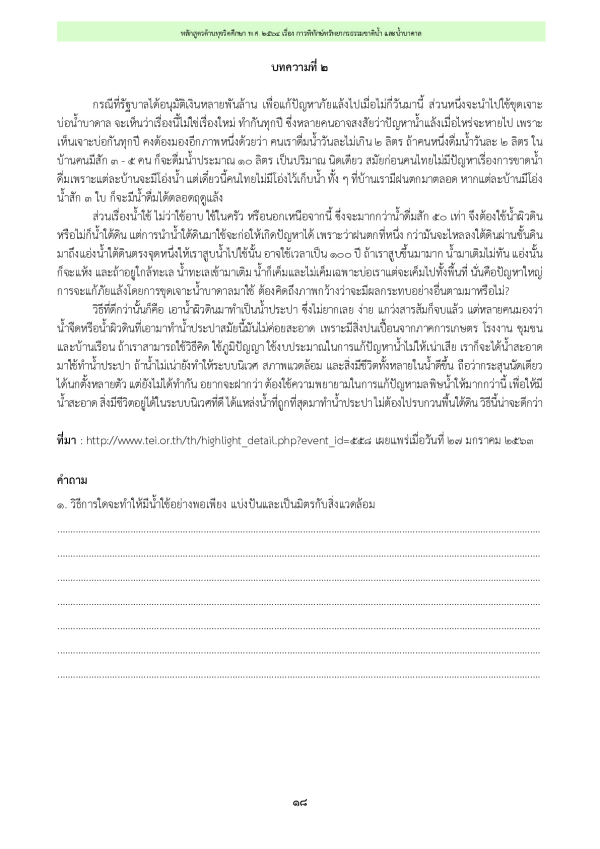 หลักสูตรต้านทุจริตศึกษา พ.ศ. ๒๕๖๔ เรื่อง การพิทักษ์ทรัพยากรธรรมชาติน้ำ และน้ำบาดาล
บทความที่ ๒
กรณีที่รัฐบาลได้อนุมัติเงินหลายพันล้าน เพื่อแก้ปัญหาภัยแล้งไปเมื่อไม่กี่วันมานี้ ส่วนหนึ่งจะนำไปใช้ขุดเจาะ
บ่อน้ำบาดาล จะเห็นว่าเรื่องนี้ไม่ใช่เรื่องใหม่ ทำกันทุกปี ซึ่งหลายคนอาจสงสัยว่าปัญหาน้ำแล้งเมื่อไหร่จะหายไป เพราะ
เห็นเจาะบ่อกันทุกปี คงต้องมองอีกภาพหนึ่งด้วยว่า คนเราดื่มน้ำวันละไม่เกิน ๒ ลิตร ถ้าคนหนึ่งดื่มน้ำวันละ ๒ ลิตร ใน
บ้านคนมีสัก ๓ - ๕ คน ก็จะดื่มน้ำประมาณ ๑๐ ลิตร เป็นปริมาณ นิดเดียว สมัยก่อนคนไทยไม่มีปัญหาเรื่องการขาดน้ำ
ดื่มเพราะแต่ละบ้านจะมีโอ่งน้ำ แต่เดี๋ยวนี้คนไทยไม่มีโอ่งไว้เก็บน้ำ ทั้ง ๆ ที่บ้านเรามีฝนตกมาตลอด หากแต่ละบ้านมีโอ่ง
น้ำสัก ๓ ใบ ก็จะมีน้ำดื่มได้ตลอดฤดูแล้ง
ส่วนเรื่องน้ำใช้ ไม่ว่าใช้อาบ ใช้ในครัว หรือนอกเหนือจากนี้ ซึ่งจะมากกว่าน้ำดื่มสัก ๕๐ เท่า จึงต้องใช้น้ำผิวดิน
หรือไม่ก็น้ำใต้ดิน แต่การนำน้ำใต้ดินมาใช้จะก่อให้เกิดปัญหาได้ เพราะว่าฝนตกที่หนึ่ง กว่ามันจะไหลลงใต้ดินผ่านชั้นดิน
มาถึงแอ่งน้ำใต้ดินตรงจุดหนึ่งให้เราสูบน้ำไปใช้นั้น อาจใช้เวลาเป็น ๑๐๐ ปี ถ้าเราสูบขึ้นมามาก น้ำมาเติมไม่ทัน แอ่งนั้น
ก็จะแห้ง และถ้าอยู่ใกล้ทะเล น้ำทะเลเข้ามาเติม น้ำก็เค็มและไม่เค็มเฉพาะบ่อเราแต่จะเค็มไปทั้งพื้นที่ นั่นคือปัญหาใหญ่
การจะแก้ภัยแล้งโดยการขุดเจาะน้ำบาดาลมาใช้ ต้องคิดถึงภาพกว้างว่าจะมีผลกระทบอย่างอื่นตามมาหรือไม่?
วิธีที่ดีกว่านั้นก็คือ เอาน้ำผิวดินมาทำเป็นน้ำประปา ซึ่งไม่ยากเลย ง่าย แกว่งสารส้มก็จบแล้ว แต่หลายคนมองว่า
น้ำจืดหรือน้ำผิวดินที่เอามาทำน้ำประปาสมัยนี้มันไม่ค่อยสะอาด เพราะมีสิ่งปนเปื้อนจากภาคการเกษตร โรงงาน ชุมชน
และบ้านเรือน ถ้าเราสามารถใช้วิธีคิด ใช้ภูมิปัญญา ใช้งบประมาณในการแก้ปัญหาน้ำไม่ให้เน่าเสีย เราก็จะได้น้ำสะอาด
มาใช้ทำน้ำประปา ถ้าน้ำไม่เน่ายังทำให้ระบบนิเวศ สภาพแวดล้อม และสิ่งมีชีวิตทั้งหลายในน้ำดีขึ้น ถือว่ากระสุนนัดเดียว
ได้นกตั้งหลายตัว แต่ยังไม่ได้ทำกัน อยากจะฝากว่า ต้องใช้ความพยายามในการแก้ปัญหามลพิษน้ำให้มากกว่านี้ เพื่อให้มี
น้ำสะอาด สิ่งมีชีวิตอยู่ได้ในระบบนิเวศที่ดี ได้แหล่งน้ำที่ถูกที่สุดมาทำน้ำประปา ไม่ต้องไปรบกวนพื้นใต้ดิน วิธีนี้น่าจะดีกว่า
ที่มา : http://www.tei.or.th/th/highlight_detail.php?event_id=๕๕๘ เผยแพร่เมื่อวันที่ ๒๗ มกราคม ๒๕๖๓
คำถาม
๑. วิธีการใดจะทำให้มีน้ำใช้อย่างพอเพียง แบ่งปันและเป็นมิตรกับสิ่งแวดล้อม
๑๘